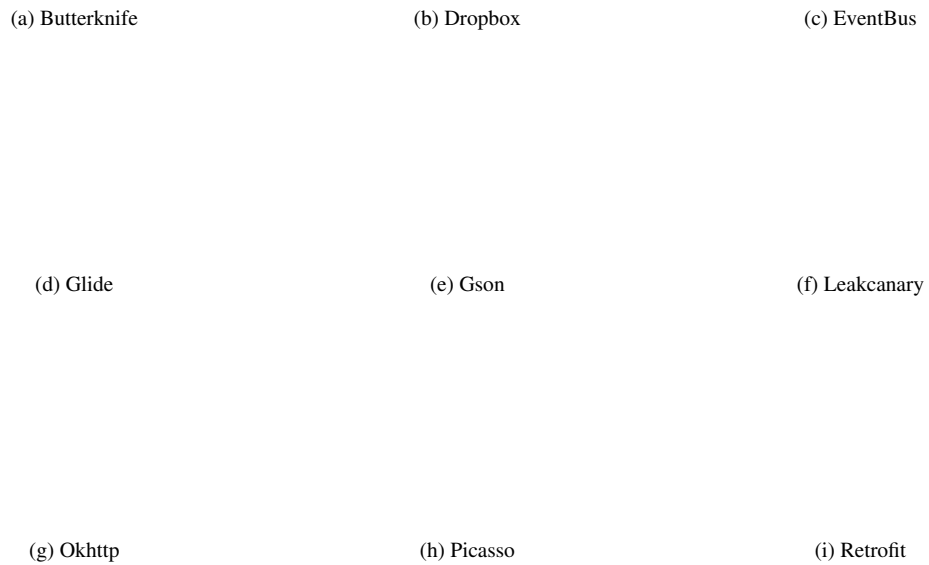 (a) Butterknife (b) Dropbox (c) EventBus
(d) Glide (e) Gson (f) Leakcanary
(g) Okhttp (h) Picasso (i) Retrofit